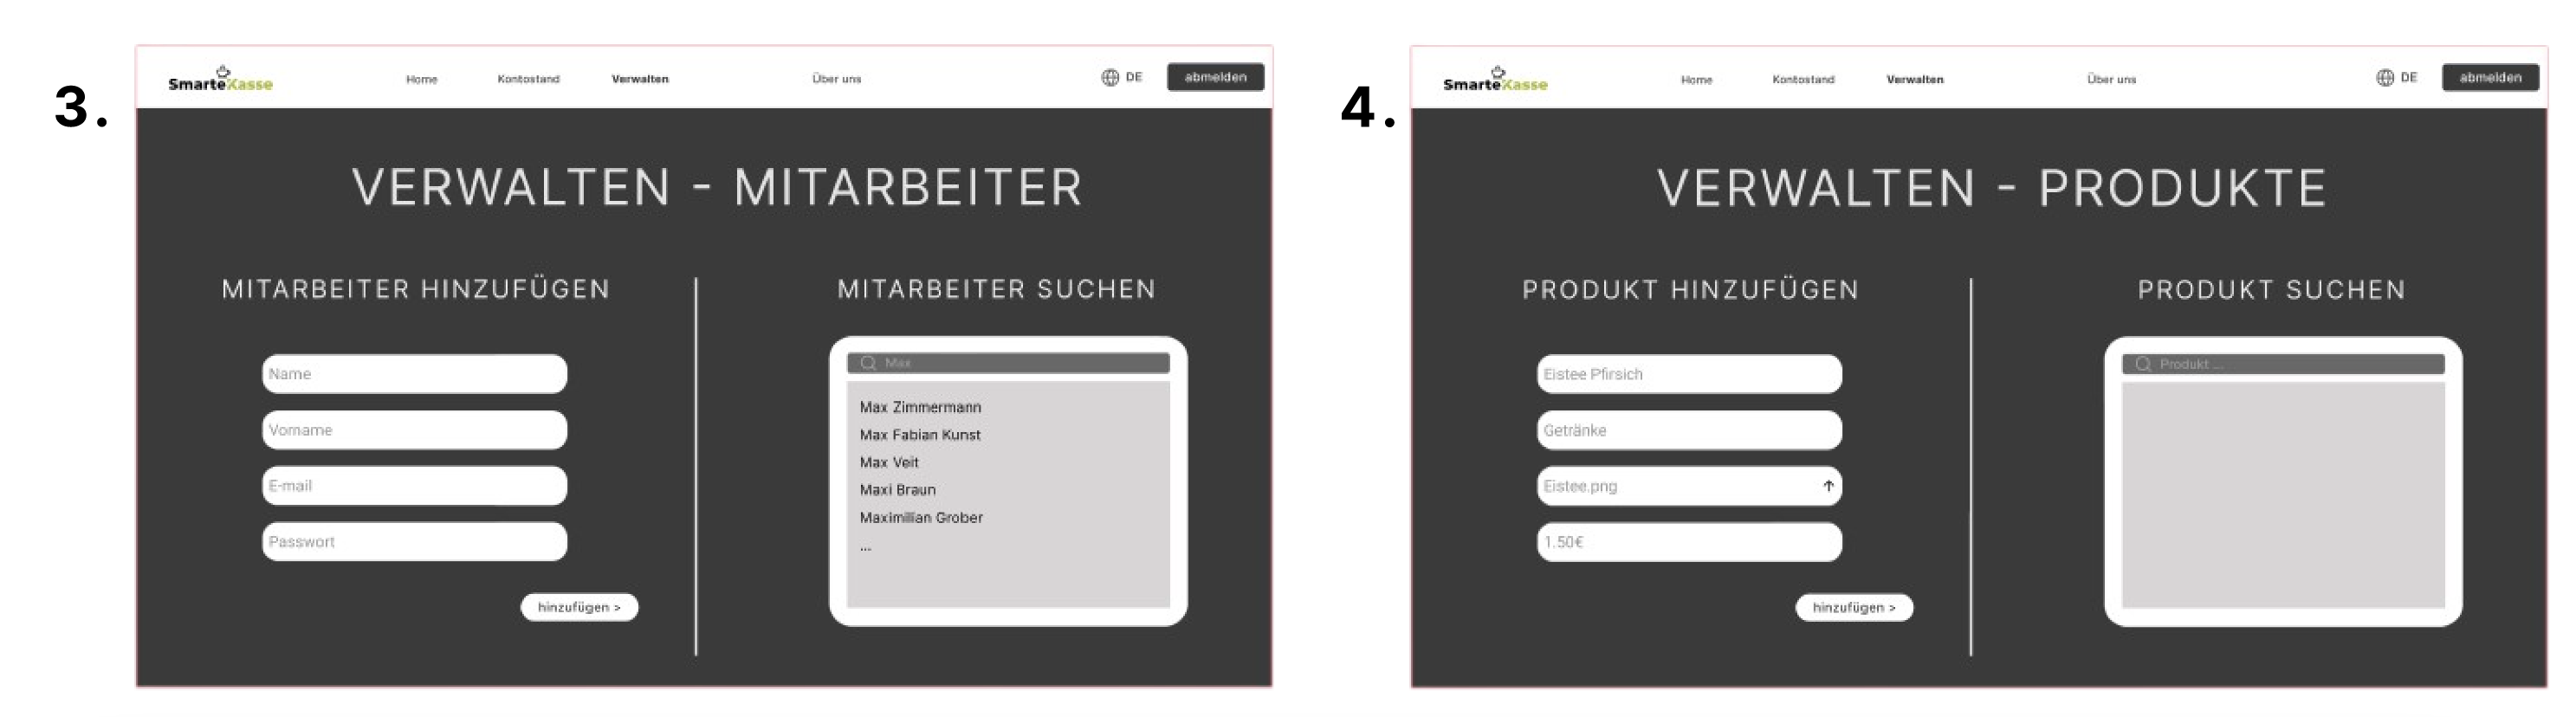 3.
SmarteKasse
Home Kontostand Verwalten Über uns DE abmelden
VERWALTEN - MITARBEITER
MITARBEITER HINZUFÜGEN
Name
Vorname
E-mail
Passwort
hinzufügen >
MITARBEITER SUCHEN
Max
Max Zimmermann
Max Fabian Kunst
Max Veit
Maxi Braun
Maximilian Grober
...
4.
SmarteKasse
Home Kontostand Verwalten Über uns DE abmelden
VERWALTEN - PRODUKTE
PRODUKT HINZUFÜGEN
Eistee Pfirsich
Getränke
Eistee.png
1.50€
hinzufügen >
PRODUKT SUCHEN
Produkt ...